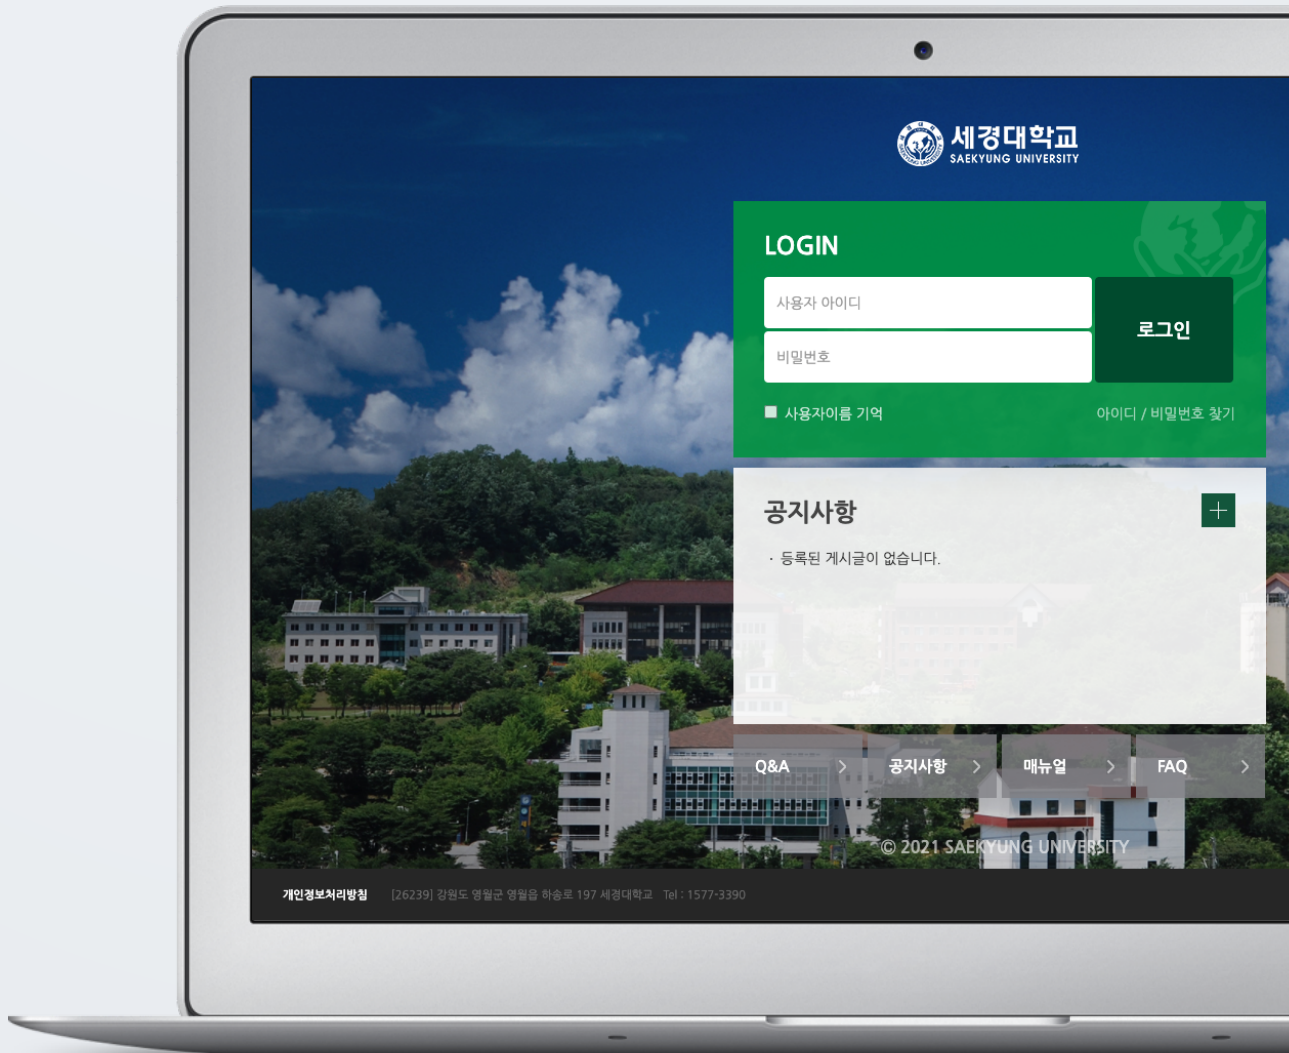 세경대학교
SAEKYUNG UNIVERSITY
LOGIN
사용자 아이디
비밀번호
로그인
사용자이름 기억
아이디 / 비밀번호 찾기
공지사항
· 등록된 게시글이 없습니다.
Q&A
공지사항
매뉴얼
FAQ
© 2021 SAEKYUNG UNIVERSITY
개인정보처리방침 [26239] 강원도 영월군 영월읍 하송로 197 세경대학교 Tel : 1577-3390